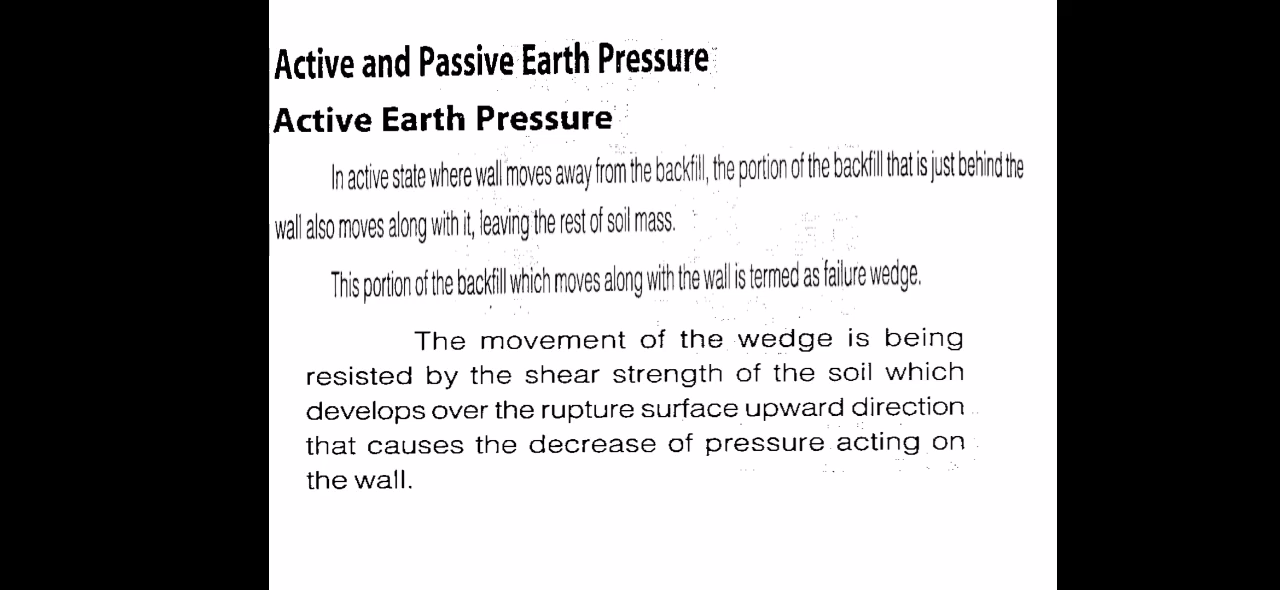 Active and Passive Earth Pressure
Active Earth Pressure
In active state where wall moves away from the backfill, the portion of the backfill that is just behind the
wall also moves along with it, leaving the rest of soil mass.
This portion of the backfill which moves along with the wall is termed as failure wedge.
The movement of the wedge is being
resisted by the shear strength of the soil which
develops over the rupture surface upward direction
that causes the decrease of pressure acting on
the wall.